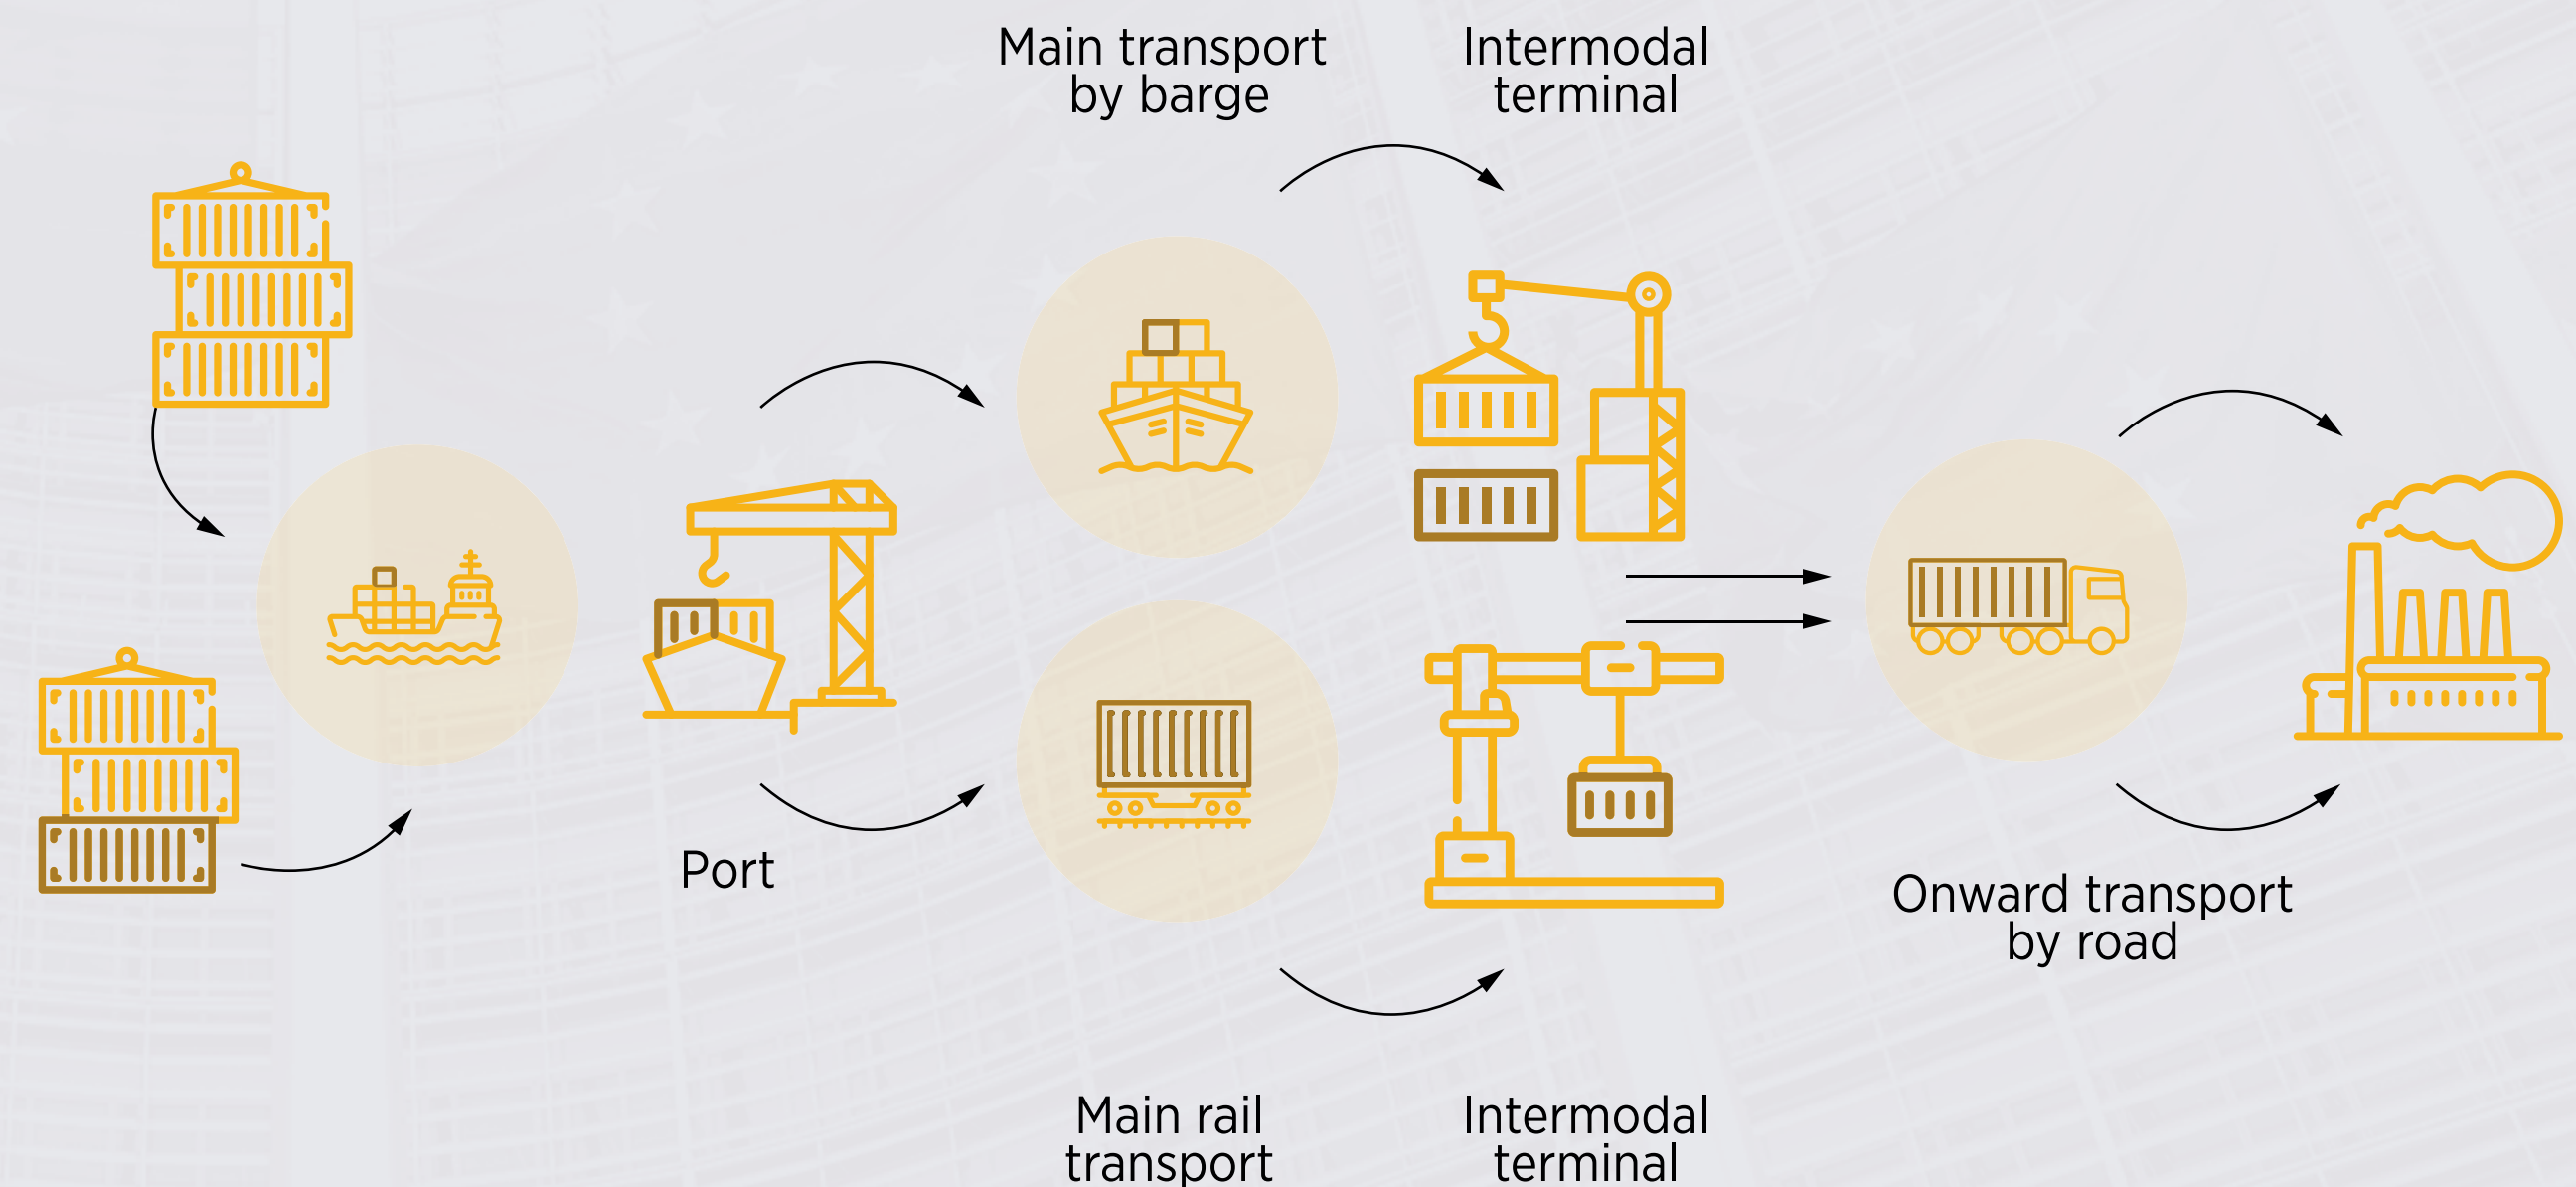 Main transport
by barge
Intermodal
terminal
Port
Onward transport
by road
Main rail
transport
Intermodal
terminal